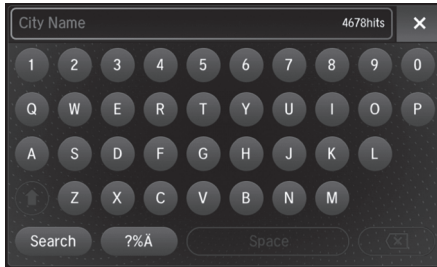 City Name 4678hits ×
1 2 3 4 5 6 7 8 9 0
Q W E R T Y U I O P
A S D F G H J K L
Z X C V B N M
Search ?%Ä Space